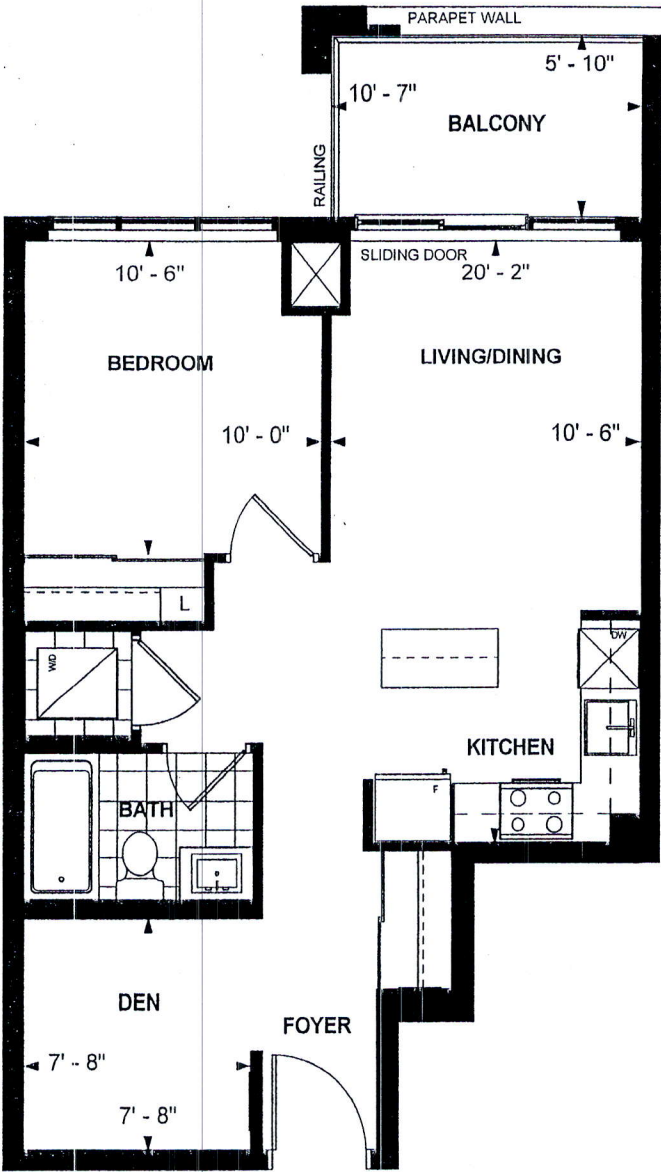 PARAPET WALL
5' - 10"
10' - 7"
BALCONY
RAILING
SLIDING DOOR
10' - 6"
20' - 2"
BEDROOM
LIVING/DINING
10' - 0"
10' - 6"
L
W/D
DW
KITCHEN
F
BATH
DEN
FOYER
7' - 8"
7' - 8"